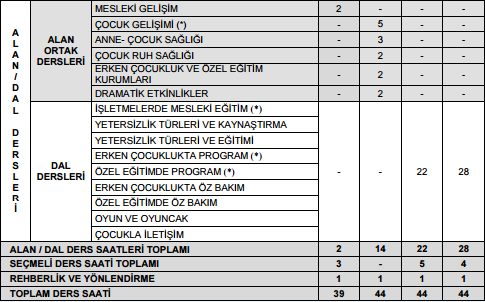 ALAN / DAL DERSLERİ
ALAN ORTAK DERSLERİ
MESLEKİ GELİŞİM 2 - - -
ÇOCUK GELİŞİMİ (*) - 5 - -
ANNE- ÇOCUK SAĞLIĞI - 3 - -
ÇOCUK RUH SAĞLIĞI - 2 - -
ERKEN ÇOCUKLUK VE ÖZEL EĞİTİM
KURUMLARI - 2 - -
DRAMATİK ETKİNLİKLER - 2 - -
DAL DERSLERİ
İŞLETMELERDE MESLEKİ EĞİTİM (*)
YETERSİZLİK TÜRLERİ VE KAYNAŞTIRMA
YETERSİZLİK TÜRLERİ VE EĞİTİMİ
ERKEN ÇOCUKLUKTA PROGRAM (*)
ÖZEL EĞİTİMDE PROGRAM (*) - - 22 28
ERKEN ÇOCUKLUKTA ÖZ BAKIM
ÖZEL EĞİTİMDE ÖZ BAKIM
OYUN VE OYUNCAK
ÇOCUKLA İLETİŞİM
ALAN / DAL DERS SAATLERİ TOPLAMI 2 14 22 28
SEÇMELİ DERS SAATİ TOPLAMI 3 - 5 4
REHBERLİK VE YÖNLENDİRME 1 1 1 1
TOPLAM DERS SAATİ 39 44 44 44